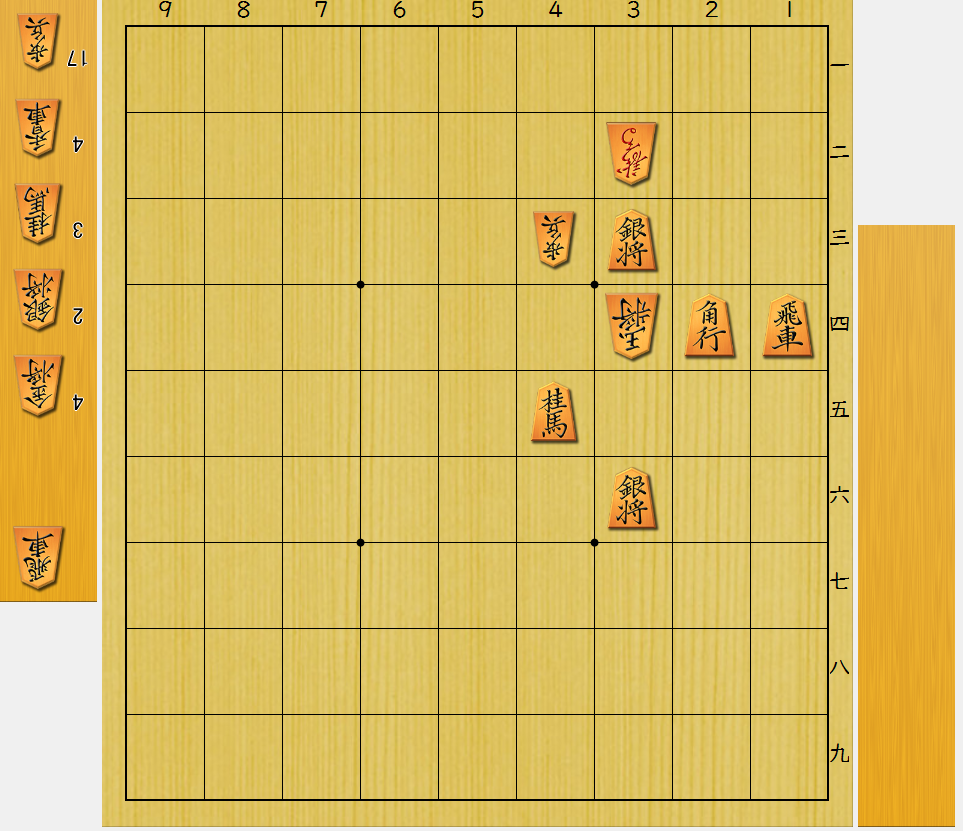 9 8 7 6 5 4 3 2 1
歩兵 17
香車 4
桂馬 3
銀将 2
金将 4
飛車
一
二
歩兵 銀将 三
玉将 角行 飛車 四
桂馬 五
銀将 六
七
八
九